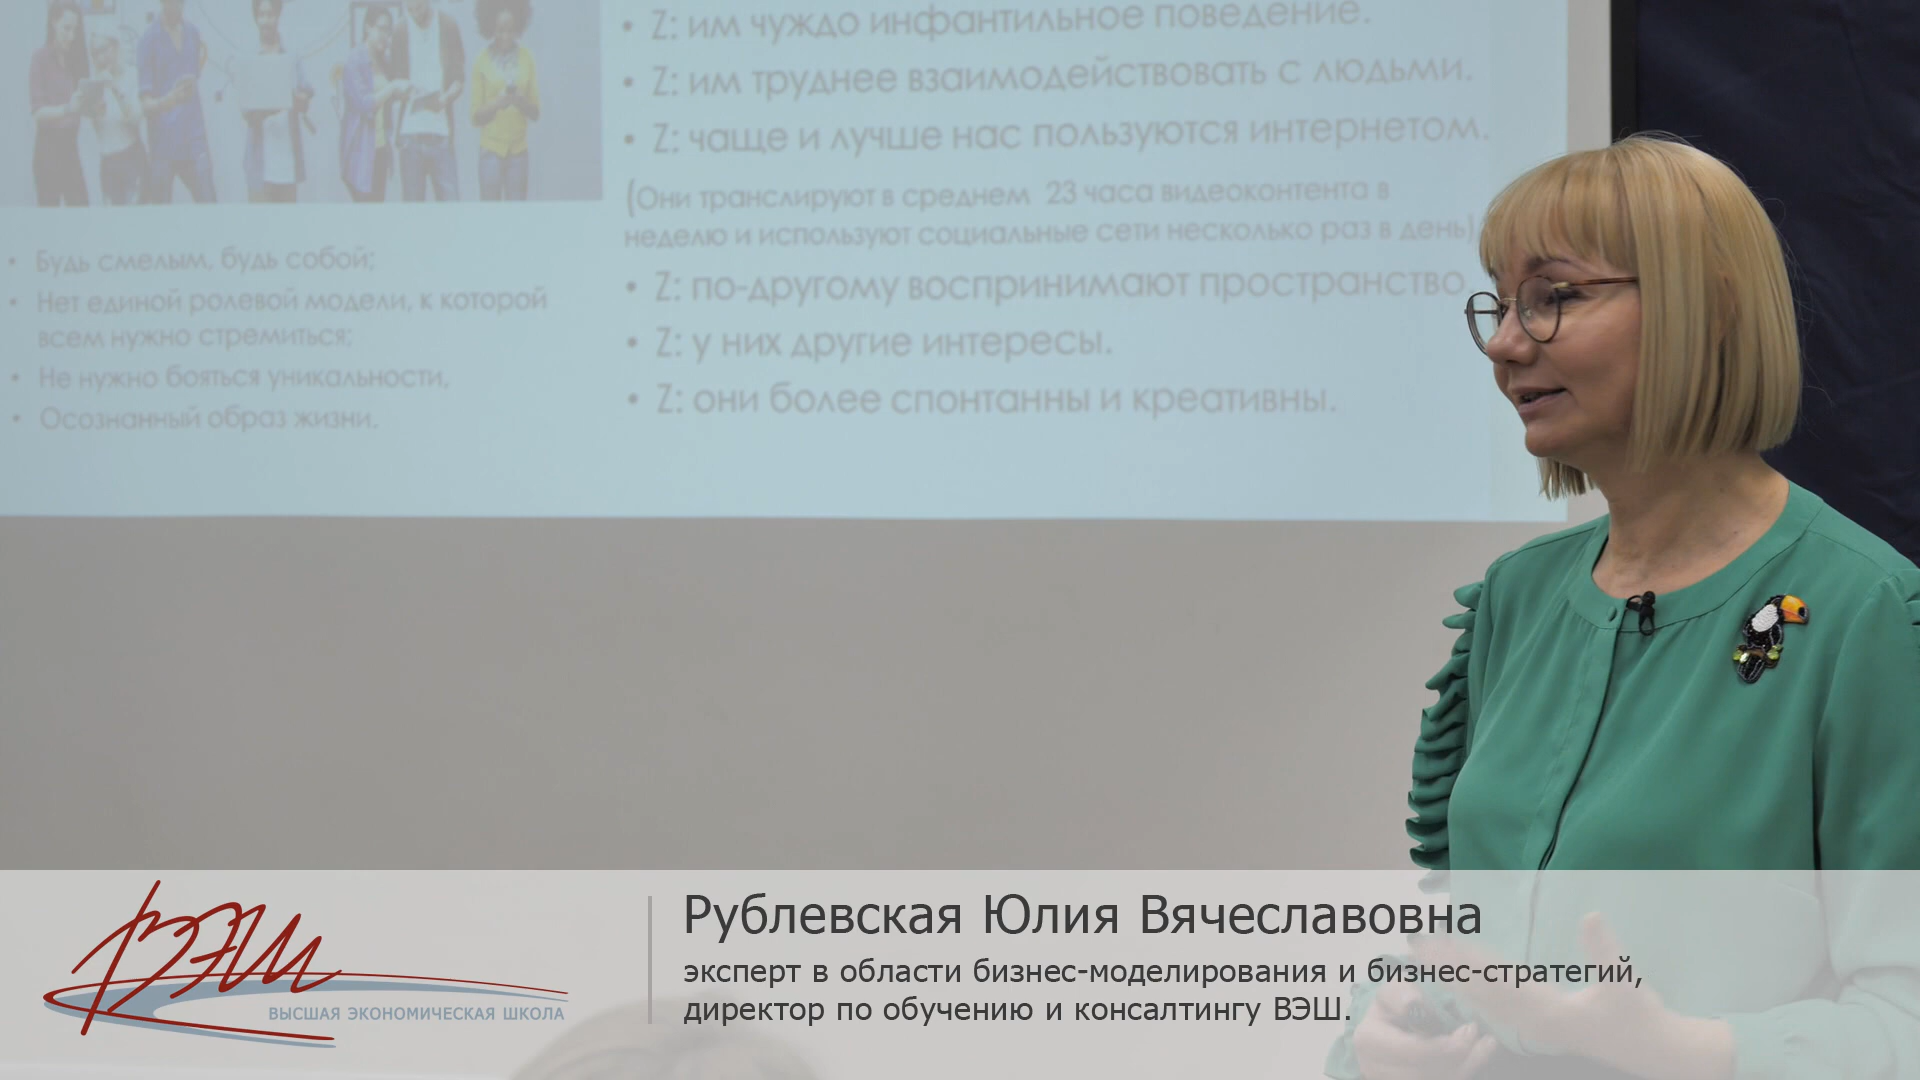 Z: им чуждо инфантильное поведение.
Z: им труднее взаимодействовать с людьми.
Z: чаще и лучше нас пользуются интернетом.
(Они транслируют в среднем 23 часа видеоконтента в
неделю и используют социальные сети несколько раз в день)
Z: по-другому воспринимают пространство.
Z: у них другие интересы.
Z: они более спонтанны и креативны.
Будь смелым, будь собой;
Нет единой ролевой модели, к которой
всем нужно стремиться;
Не нужно бояться уникальности,
Осознанный образ жизни.
ВЭШ
ВЫСШАЯ ЭКОНОМИЧЕСКАЯ ШКОЛА
Рублевская Юлия Вячеславовна
эксперт в области бизнес-моделирования и бизнес-стратегий,
директор по обучению и консалтингу ВЭШ.